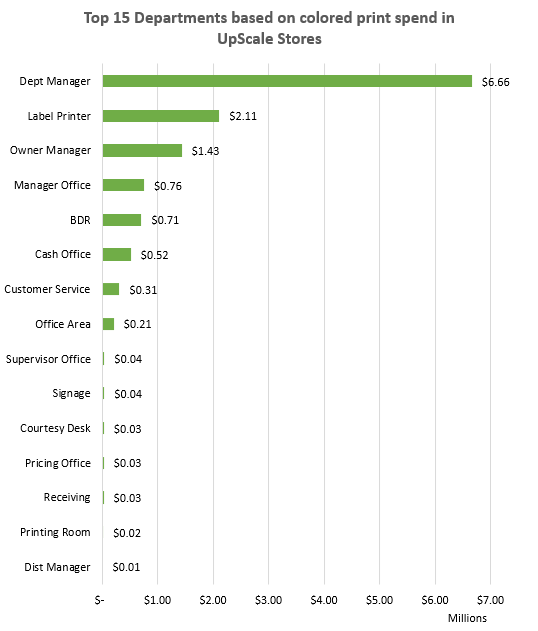 Top 15 Departments based on colored print spend in
UpScale Stores
Dept Manager $6.66
Label Printer $2.11
Owner Manager $1.43
Manager Office $0.76
BDR $0.71
Cash Office $0.52
Customer Service $0.31
Office Area $0.21
Supervisor Office $0.04
Signage $0.04
Courtesy Desk $0.03
Pricing Office $0.03
Receiving $0.03
Printing Room $0.02
Dist Manager $0.01
$- $1.00 $2.00 $3.00 $4.00 $5.00 $6.00 $7.00
Millions